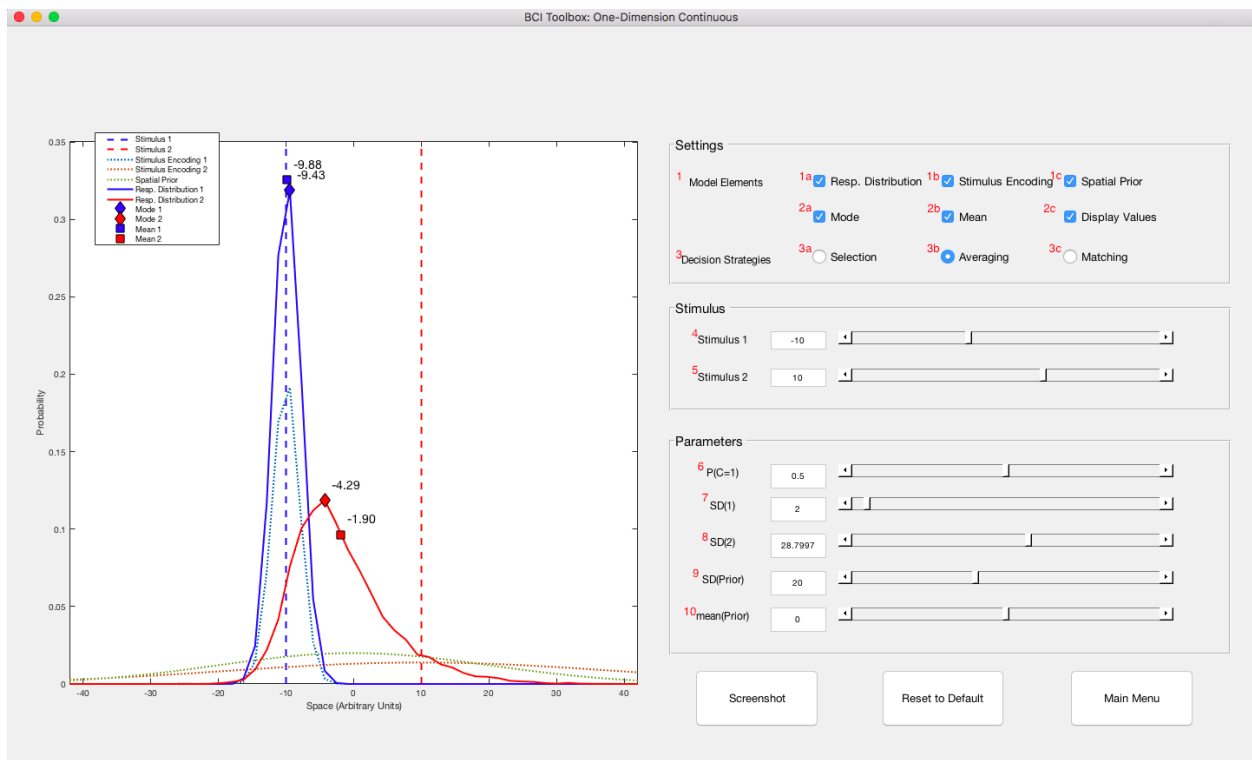 BCI Toolbox: One-Dimension Continuous
0.35
0.3
0.25
0.2
0.15
0.1
0.05
0
Probability
-40 -30 -20 -10 0 10 20 30 40
Space (Arbitrary Units)
Stimulus 1
Stimulus 2
Stimulus Encoding 1
Stimulus Encoding 2
Spatial Prior
Resp. Distribution 1
Resp. Distribution 2
Mode 1
Mode 2
Mean 1
Mean 2
-9.88
-9.43
-4.29
-1.90
Settings
1 Model Elements 1a Resp. Distribution 1b Stimulus Encoding 1c Spatial Prior
2a Mode 2b Mean 2c Display Values
3 Decision Strategies 3a Selection 3b Averaging 3c Matching
Stimulus
4 Stimulus 1 -10
5 Stimulus 2 10
Parameters
6 P(C=1) 0.5
7 SD(1) 2
8 SD(2) 28.7997
9 SD(Prior) 20
10 mean(Prior) 0
Screenshot Reset to Default Main Menu